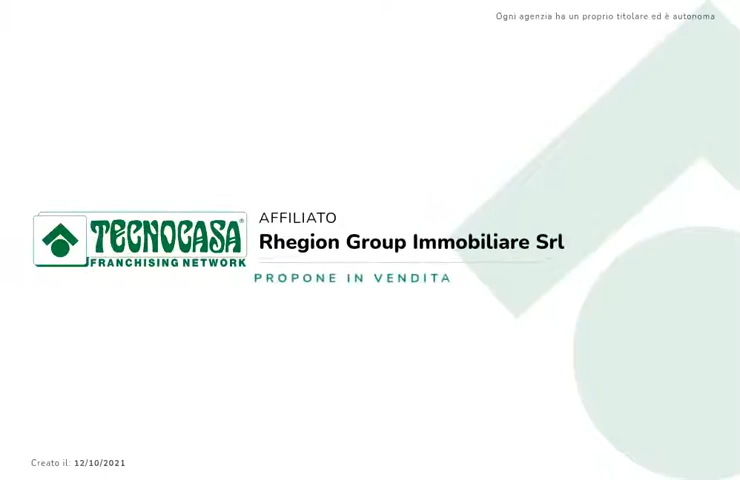 Ogni agenzia ha un proprio titolare ed è autonoma
TECNOCASA®
FRANCHISING NETWORK
AFFILIATO
Rhegion Group Immobiliare Srl
PROPONE IN VENDITA
Creato il: 12/10/2021